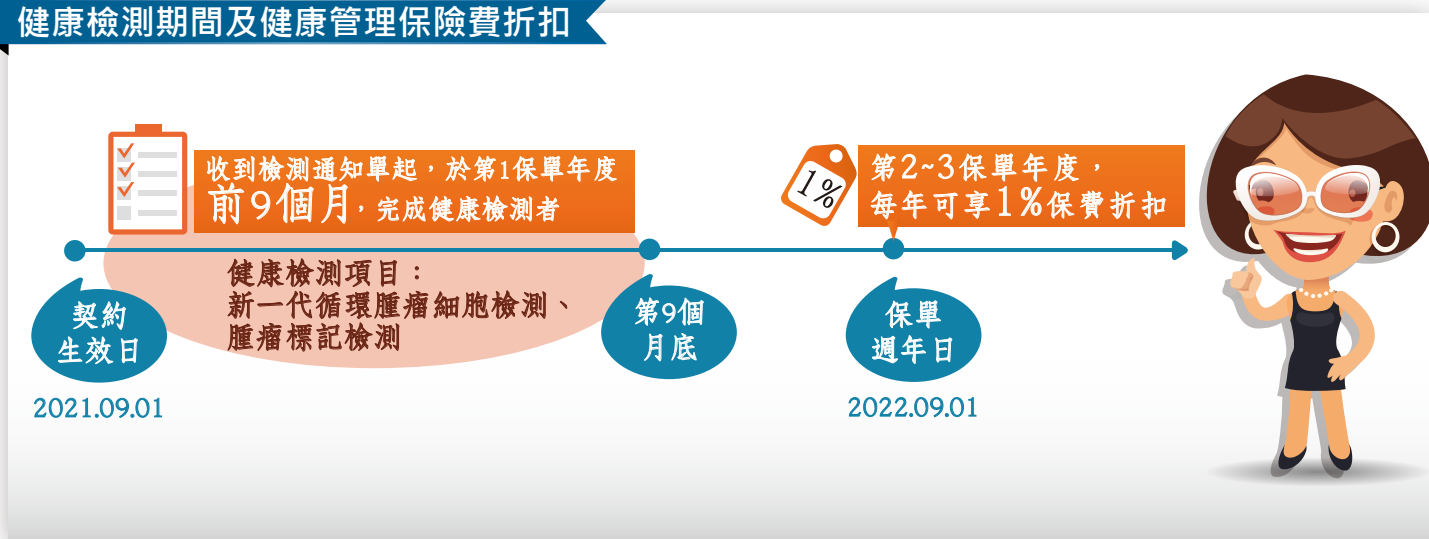 健康檢測期間及健康管理保險費折扣
收到檢測通知單起，於第1保單年度
前9個月，完成健康檢測者
1%
第2~3保單年度，
每年可享1%保費折扣
健康檢測項目：
新一代循環腫瘤細胞檢測、
腫瘤標記檢測
契約
生效日
第9個
月底
保單
週年日
2021.09.01
2022.09.01